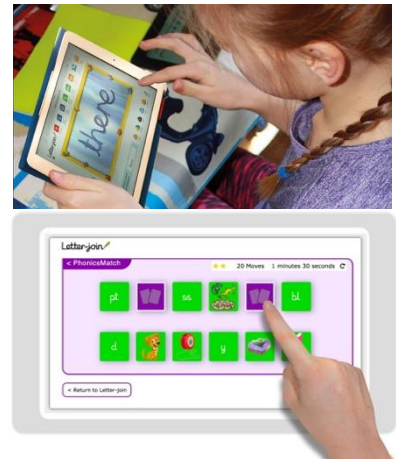 there
Letter-join
< PhonicsMatch
20 Moves 1 minutes 30 seconds
pt ss bl
d y
< Return to Letter-join